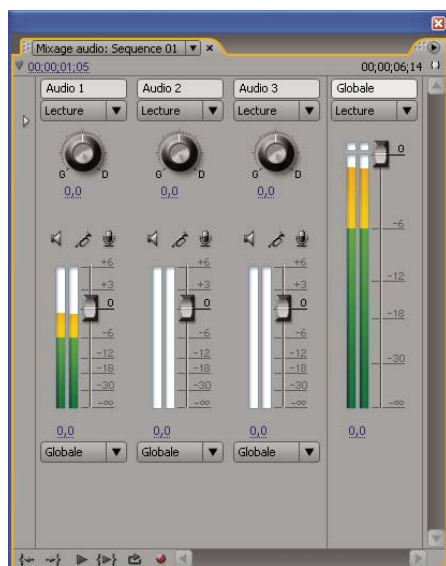 Mixage audio: Sequence 01
00;00;01;05 00;00;06;14
Audio 1 Audio 2 Audio 3 Globale
Lecture Lecture Lecture Lecture
G D G D G D
0,0 0,0 0,0
0
-6
-12
-18
-30
-∞
+6 +6 +6
+3 +3 +3
0 0 0
-6 -6 -6
-12 -12 -12
-18 -18 -18
-30 -30 -30
-∞ -∞ -∞
0,0 0,0 0,0 0,0
Globale Globale Globale